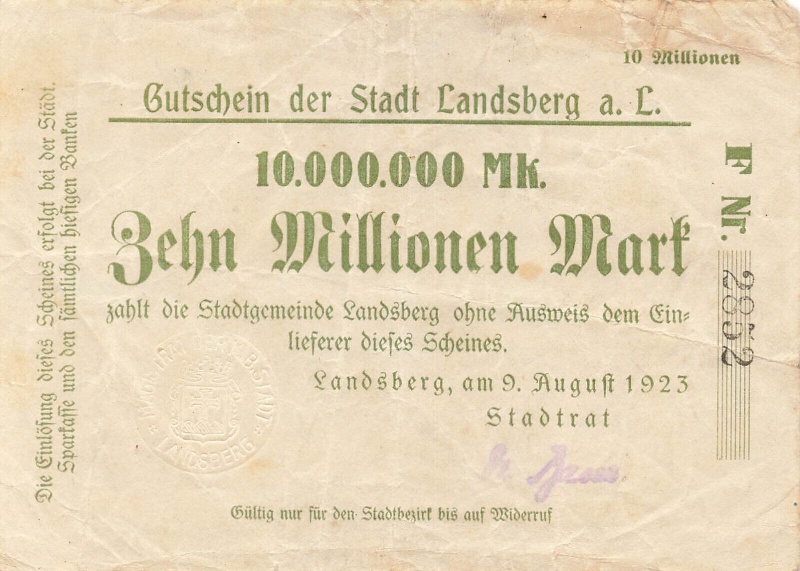 10 Millionen
Gutschein der Stadt Landsberg a. L.
10.000.000 Mk.
Zehn Millionen Mark
zahlt die Stadtgemeinde Landsberg ohne Ausweis dem Ein-
lieferer dieses Scheines.
Landsberg, am 9. August 1923
Stadtrat
Gültig nur für den Stadtbezirk bis auf Widerruf
Die Einlösung dieses Scheines erfolgt bei der Städt.
Sparkasse und den sämtlichen hiesigen Banken
F Nr. 2852
LANDSBERG